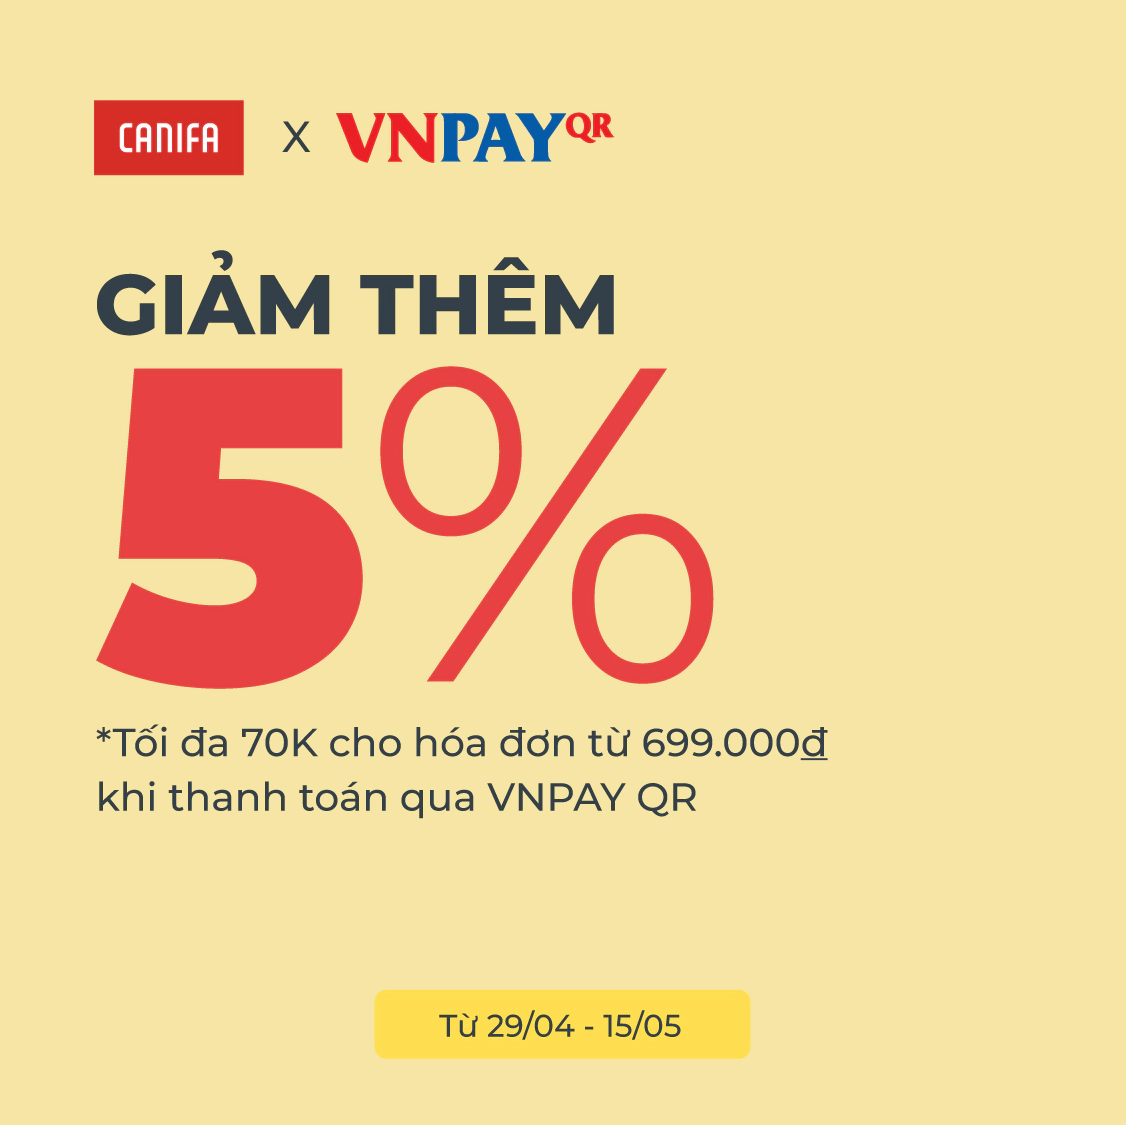 CANIFA X VNPAYQR
GIẢM THÊM
5%
*Tối đa 70K cho hóa đơn từ 699.000₫
khi thanh toán qua VNPAY QR
Từ 29/04 - 15/05